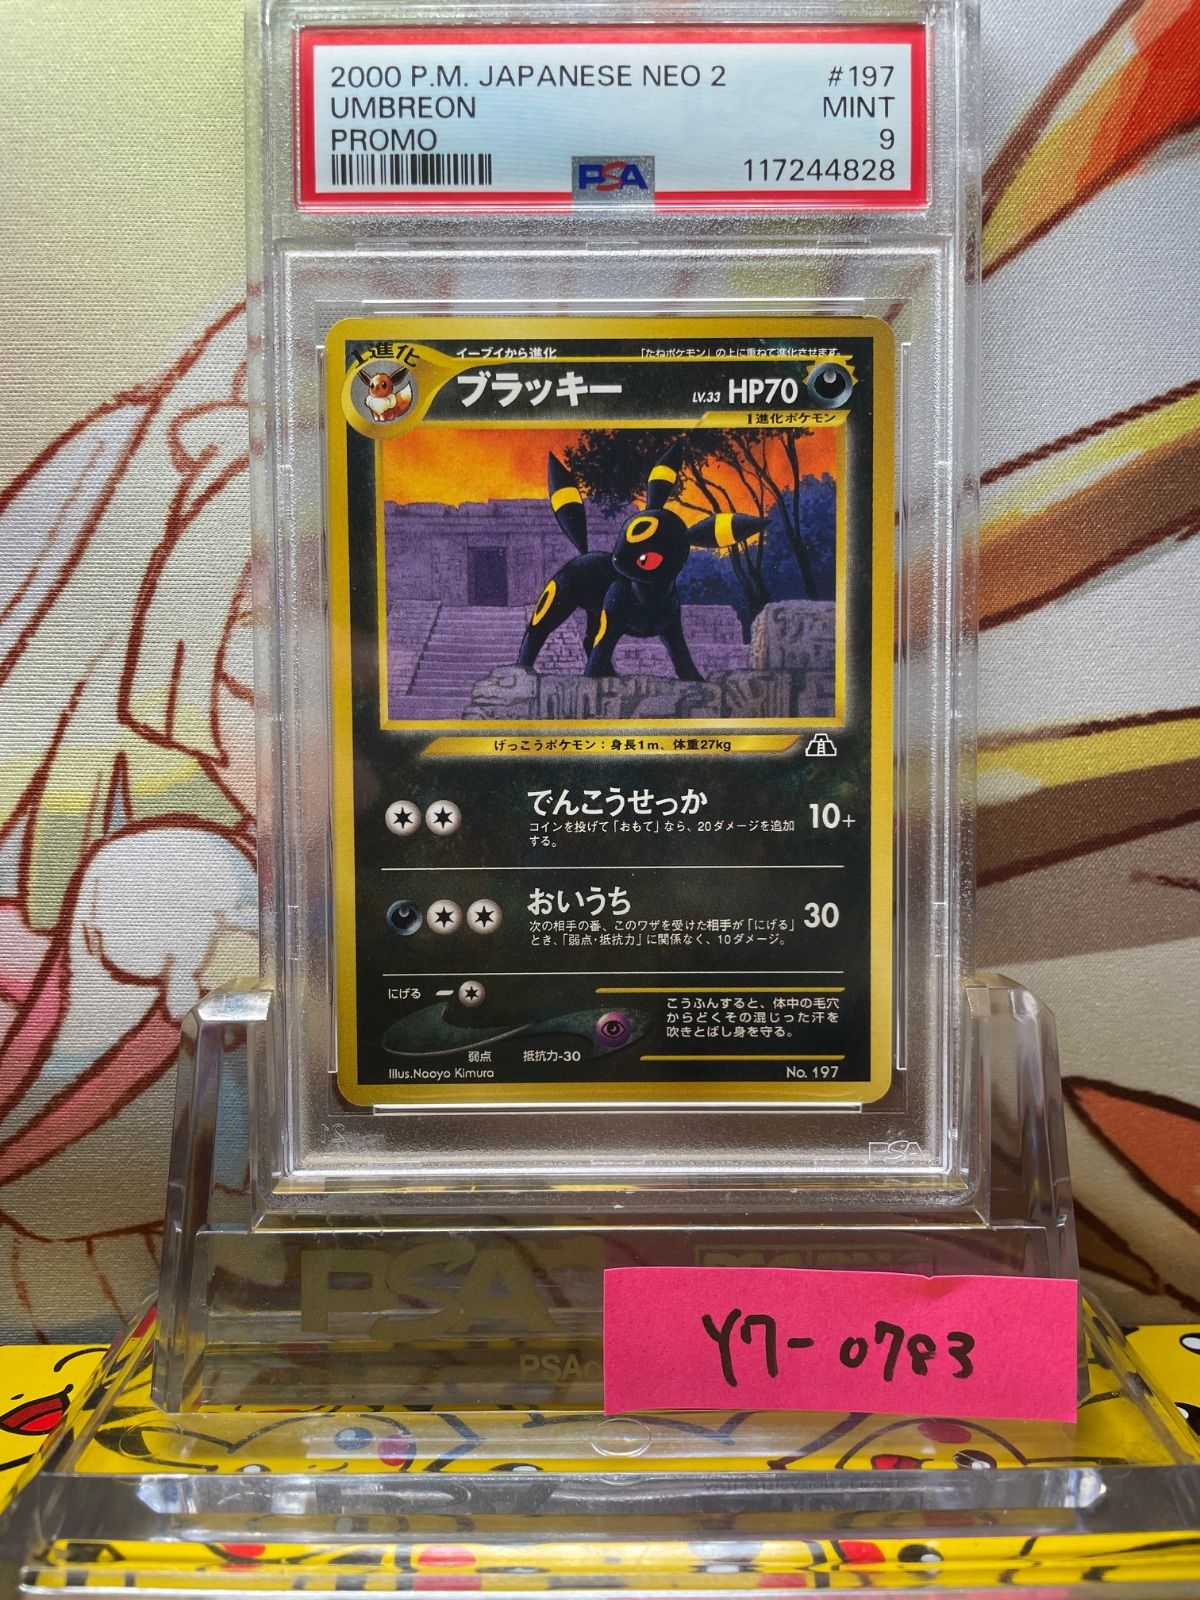 2000 P.M. JAPANESE NEO 2 #197
UMBREON MINT
PROMO 9
PSA 117244828
1進化
イーブイから進化 「たねポケモン」の上に重ねて進化させます。
ブラッキー LV.33 HP70
1進化ポケモン
げっこうポケモン：身長1m、体重27kg
でんこうせっか 10+
コインを投げて「おもて」なら、20ダメージを追加
する。
おいうち 30
次の相手の番、このワザを受けた相手が「にげる」
とき、「弱点・抵抗力」に関係なく、10ダメージ。
にげる
こうふんすると、体中の毛穴
からどくその混じった汗を
吹きとばし身を守る。
弱点 抵抗力-30
Illus.Naoyo Kimura No. 197
PSA
PSA
PSA
Y7-0783